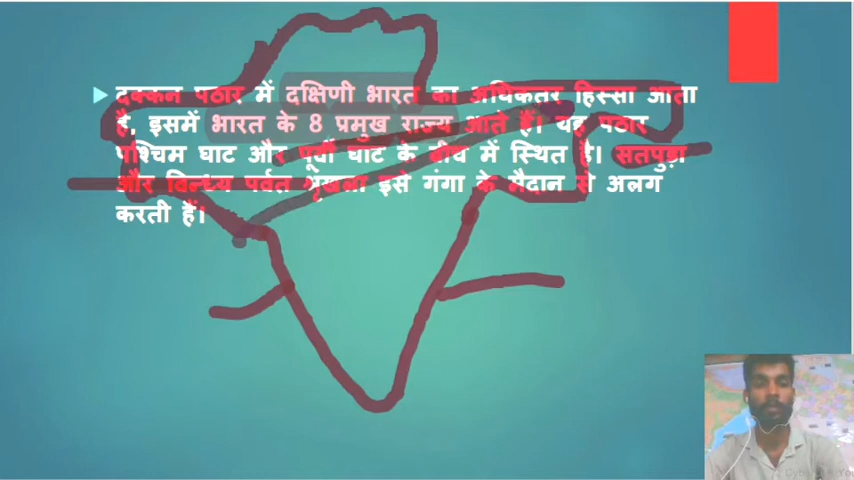 दक्कन पठार में दक्षिणी भारत का अधिकतर हिस्सा आता
है, इसमें भारत के 8 प्रमुख राज्य आते हैं। यह पठार
पश्चिम घाट और पूर्वी घाट के बीच में स्थित है। सतपुड़ा
और विन्ध्य पर्वत श्रृंखला इसे गंगा के मैदान से अलग
करती हैं।